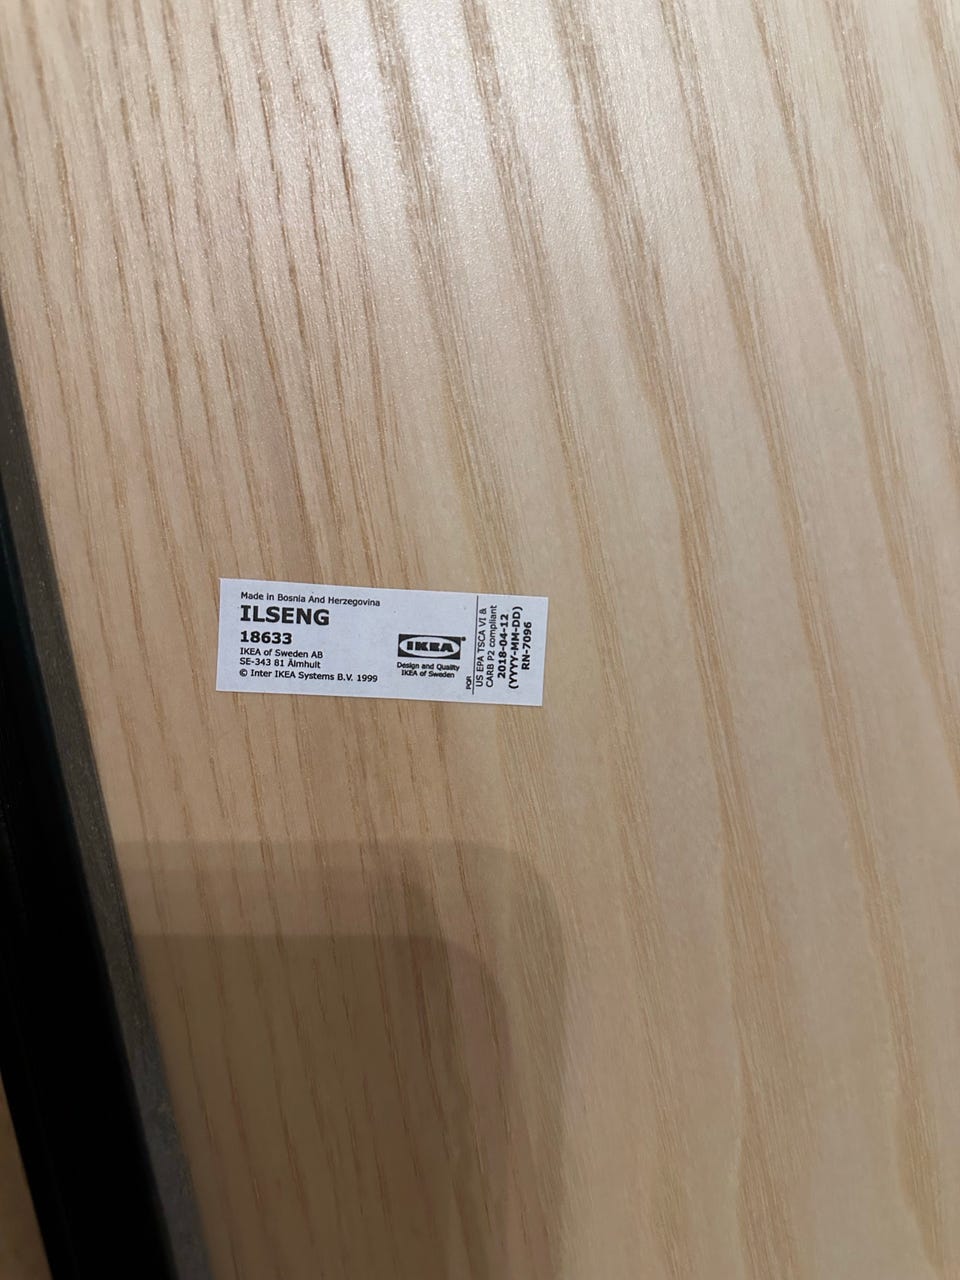 Made in Bosnia And Herzegovina
ILSENG
18633
IKEA of Sweden AB
SE-343 81 Älmhult
© Inter IKEA Systems B.V. 1999
IKEA®
Design and Quality
IKEA of Sweden
POR
US EPA TSCA VI &
CARB P2 compliant
2018-04-12
(YYYY-MM-DD)
RN-7096